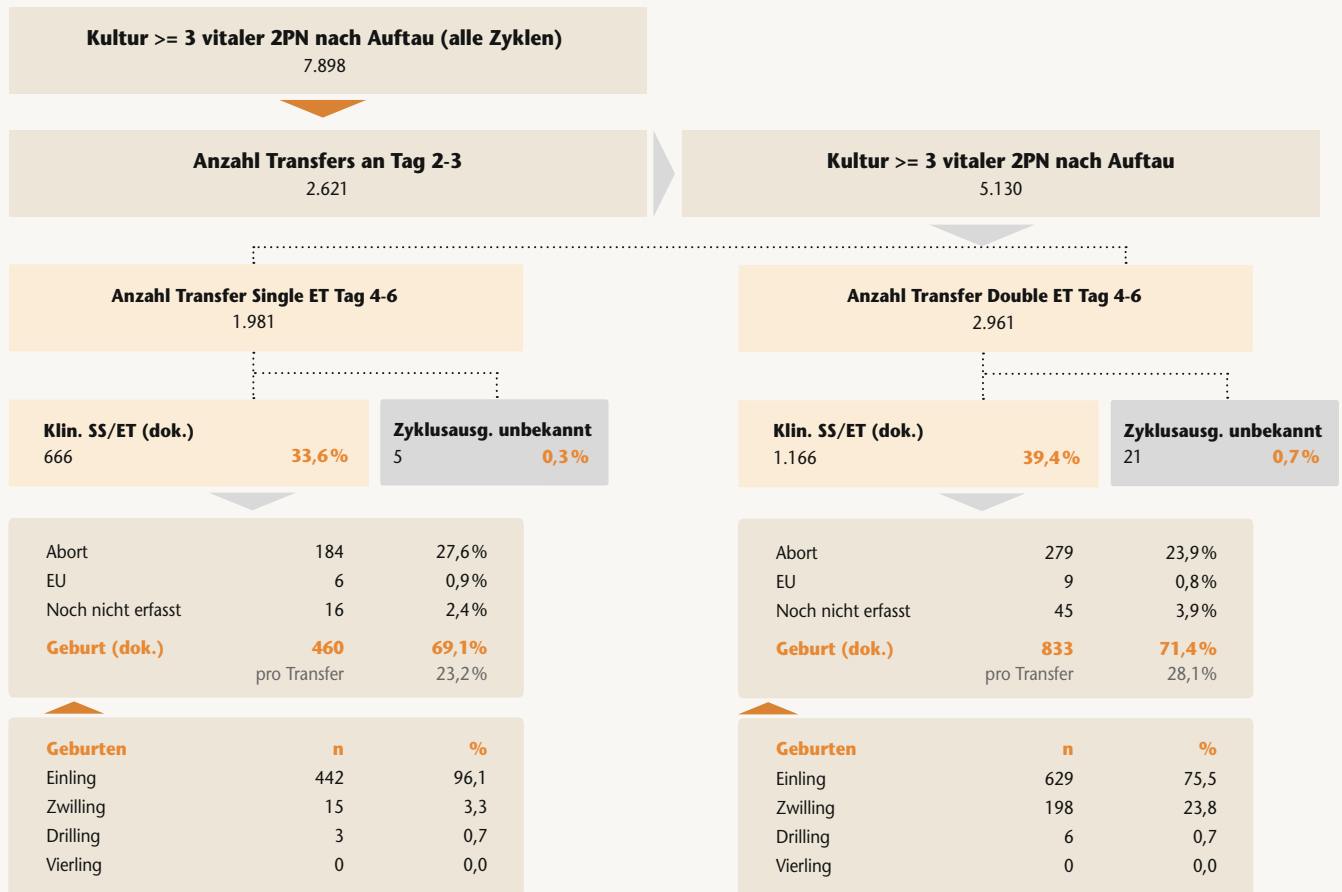 Kultur >= 3 vitaler 2PN nach Auftau (alle Zyklen)
7.898
Anzahl Transfers an Tag 2-3
2.621
Kultur >= 3 vitaler 2PN nach Auftau
5.130
Anzahl Transfer Single ET Tag 4-6
1.981
Klin. SS/ET (dok.)
666 33,6%
Zyklusausg. unbekannt
5 0,3%
Abort 184 27,6%
EU 6 0,9%
Noch nicht erfasst 16 2,4%
Geburt (dok.) 460 69,1%
pro Transfer 23,2%
Geburten n %
Einling 442 96,1
Zwilling 15 3,3
Drilling 3 0,7
Vierling 0 0,0
Anzahl Transfer Double ET Tag 4-6
2.961
Klin. SS/ET (dok.)
1.166 39,4%
Zyklusausg. unbekannt
21 0,7%
Abort 279 23,9%
EU 9 0,8%
Noch nicht erfasst 45 3,9%
Geburt (dok.) 833 71,4%
pro Transfer 28,1%
Geburten n %
Einling 629 75,5
Zwilling 198 23,8
Drilling 6 0,7
Vierling 0 0,0